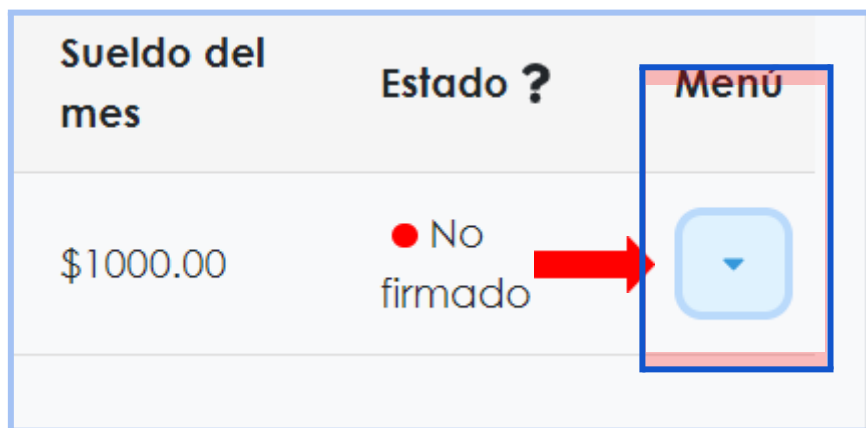 Sueldo del
mes
Estado ?
Menú
$1000.00
No
firmado